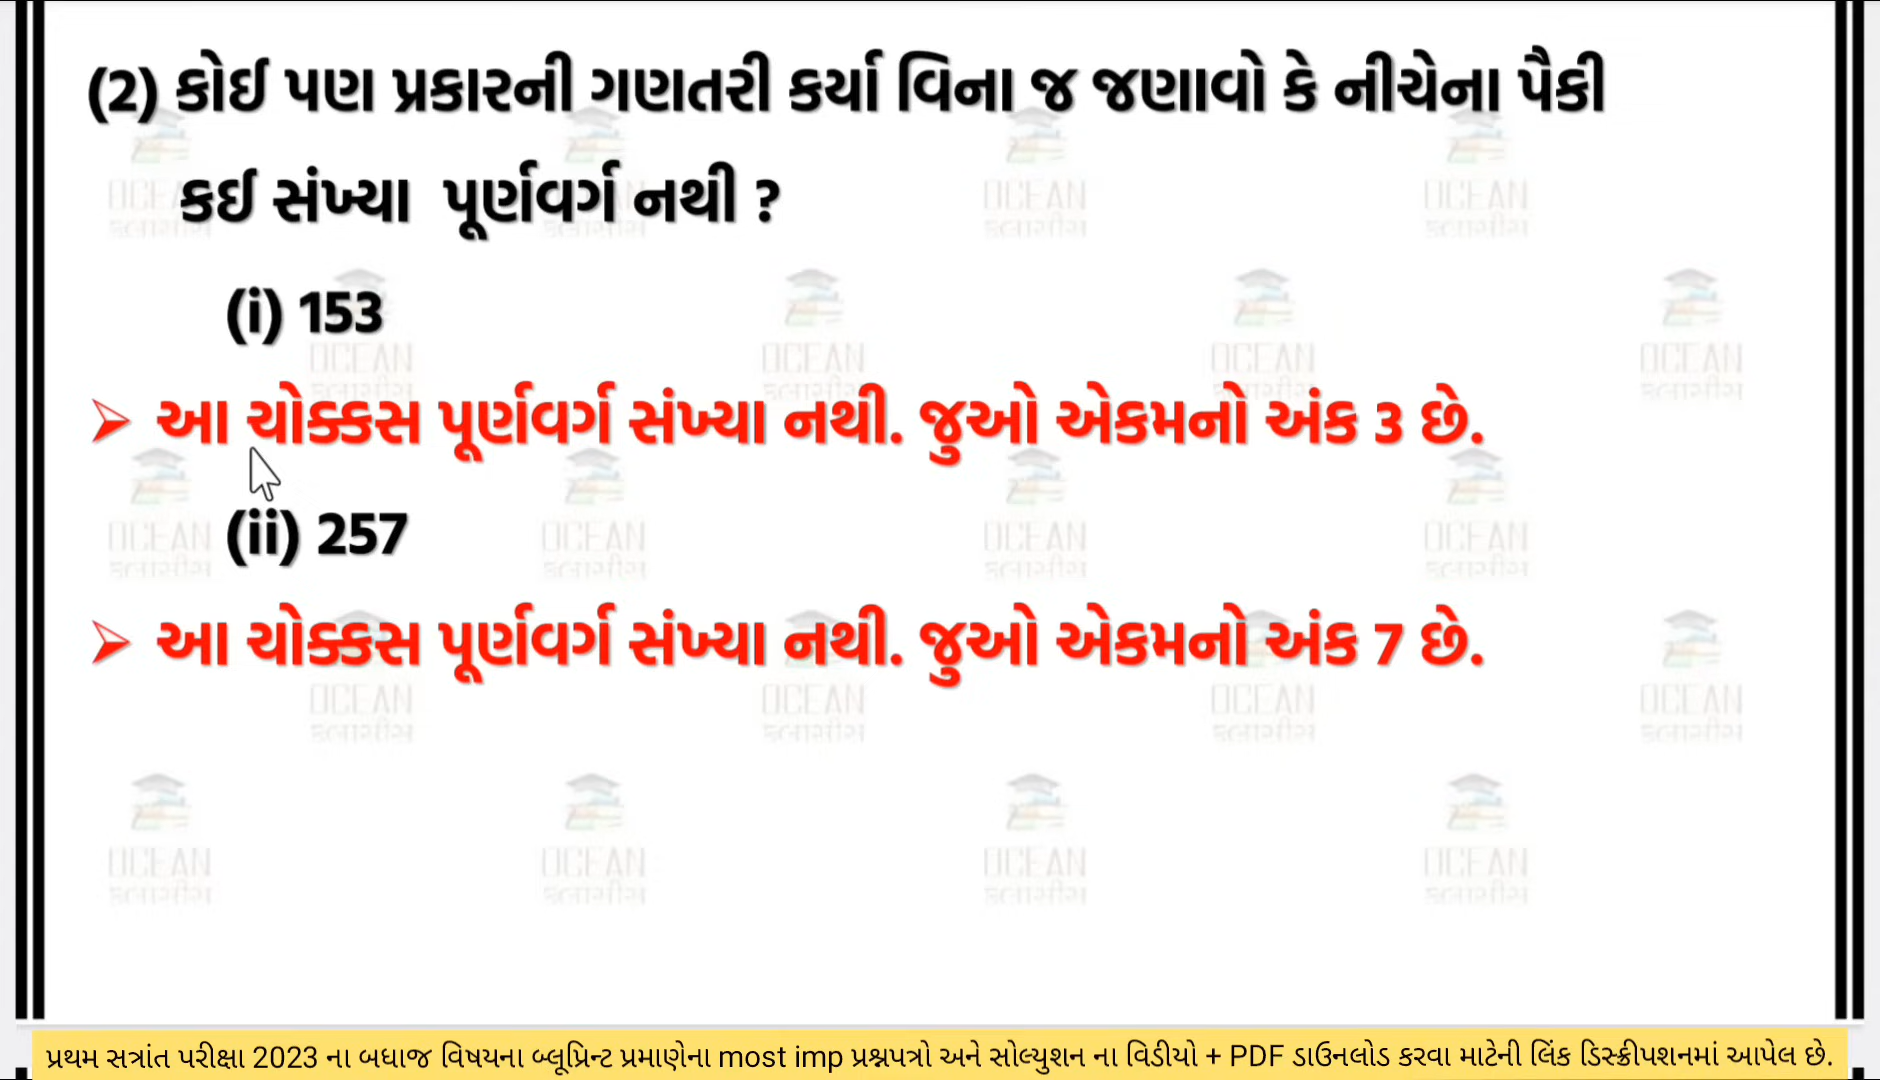 (2) કોઈ પણ પ્રકારની ગણતરી કર્યા વિના જ જણાવો કે નીચેના પૈકી
કઈ સંખ્યા પૂર્ણવર્ગ નથી ?
(i) 153
➢ આ ચોક્કસ પૂર્ણવર્ગ સંખ્યા નથી. જુઓ એકમનો અંક 3 છે.
(ii) 257
➢ આ ચોક્કસ પૂર્ણવર્ગ સંખ્યા નથી. જુઓ એકમનો અંક 7 છે.
પ્રથમ સત્રાંત પરીક્ષા 2023 ના બધાજ વિષયના બ્લૂપ્રિન્ટ પ્રમાણેના most imp પ્રશ્નપત્રો અને સોલ્યુશન ના વિડીયો + PDF ડાઉનલોડ કરવા માટેની લિંક ડિસ્ક્રીપશનમાં આપેલ છે.
OCEAN
ક્લાસીસ